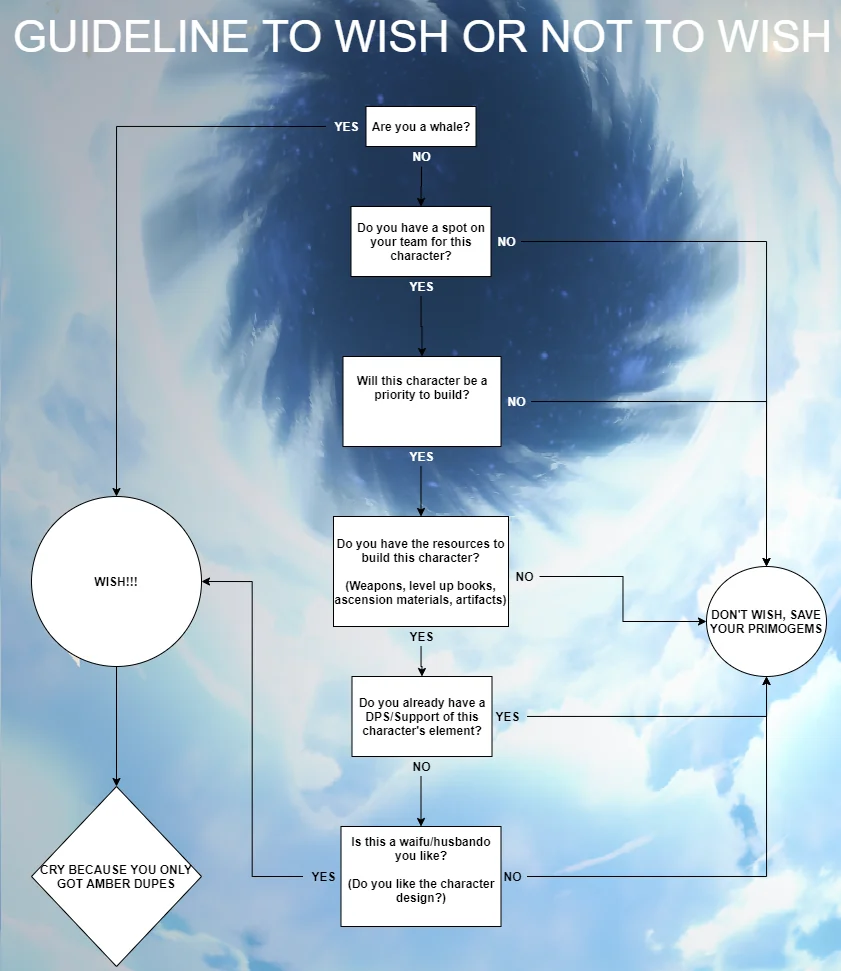 GUIDELINE TO WISH OR NOT TO WISH
YES
Are you a whale?
NO
Do you have a spot on
your team for this
character?
NO
YES
Will this character be a
priority to build?
NO
YES
Do you have the resources to
build this character?
(Weapons, level up books,
ascension materials, artifacts)
NO
WISH!!!
DON'T WISH, SAVE
YOUR PRIMOGEMS
YES
Do you already have a
DPS/Support of this
character's element?
YES
NO
Is this a waifu/husbando
you like?
(Do you like the character
design?)
YES
NO
CRY BECAUSE YOU ONLY
GOT AMBER DUPES